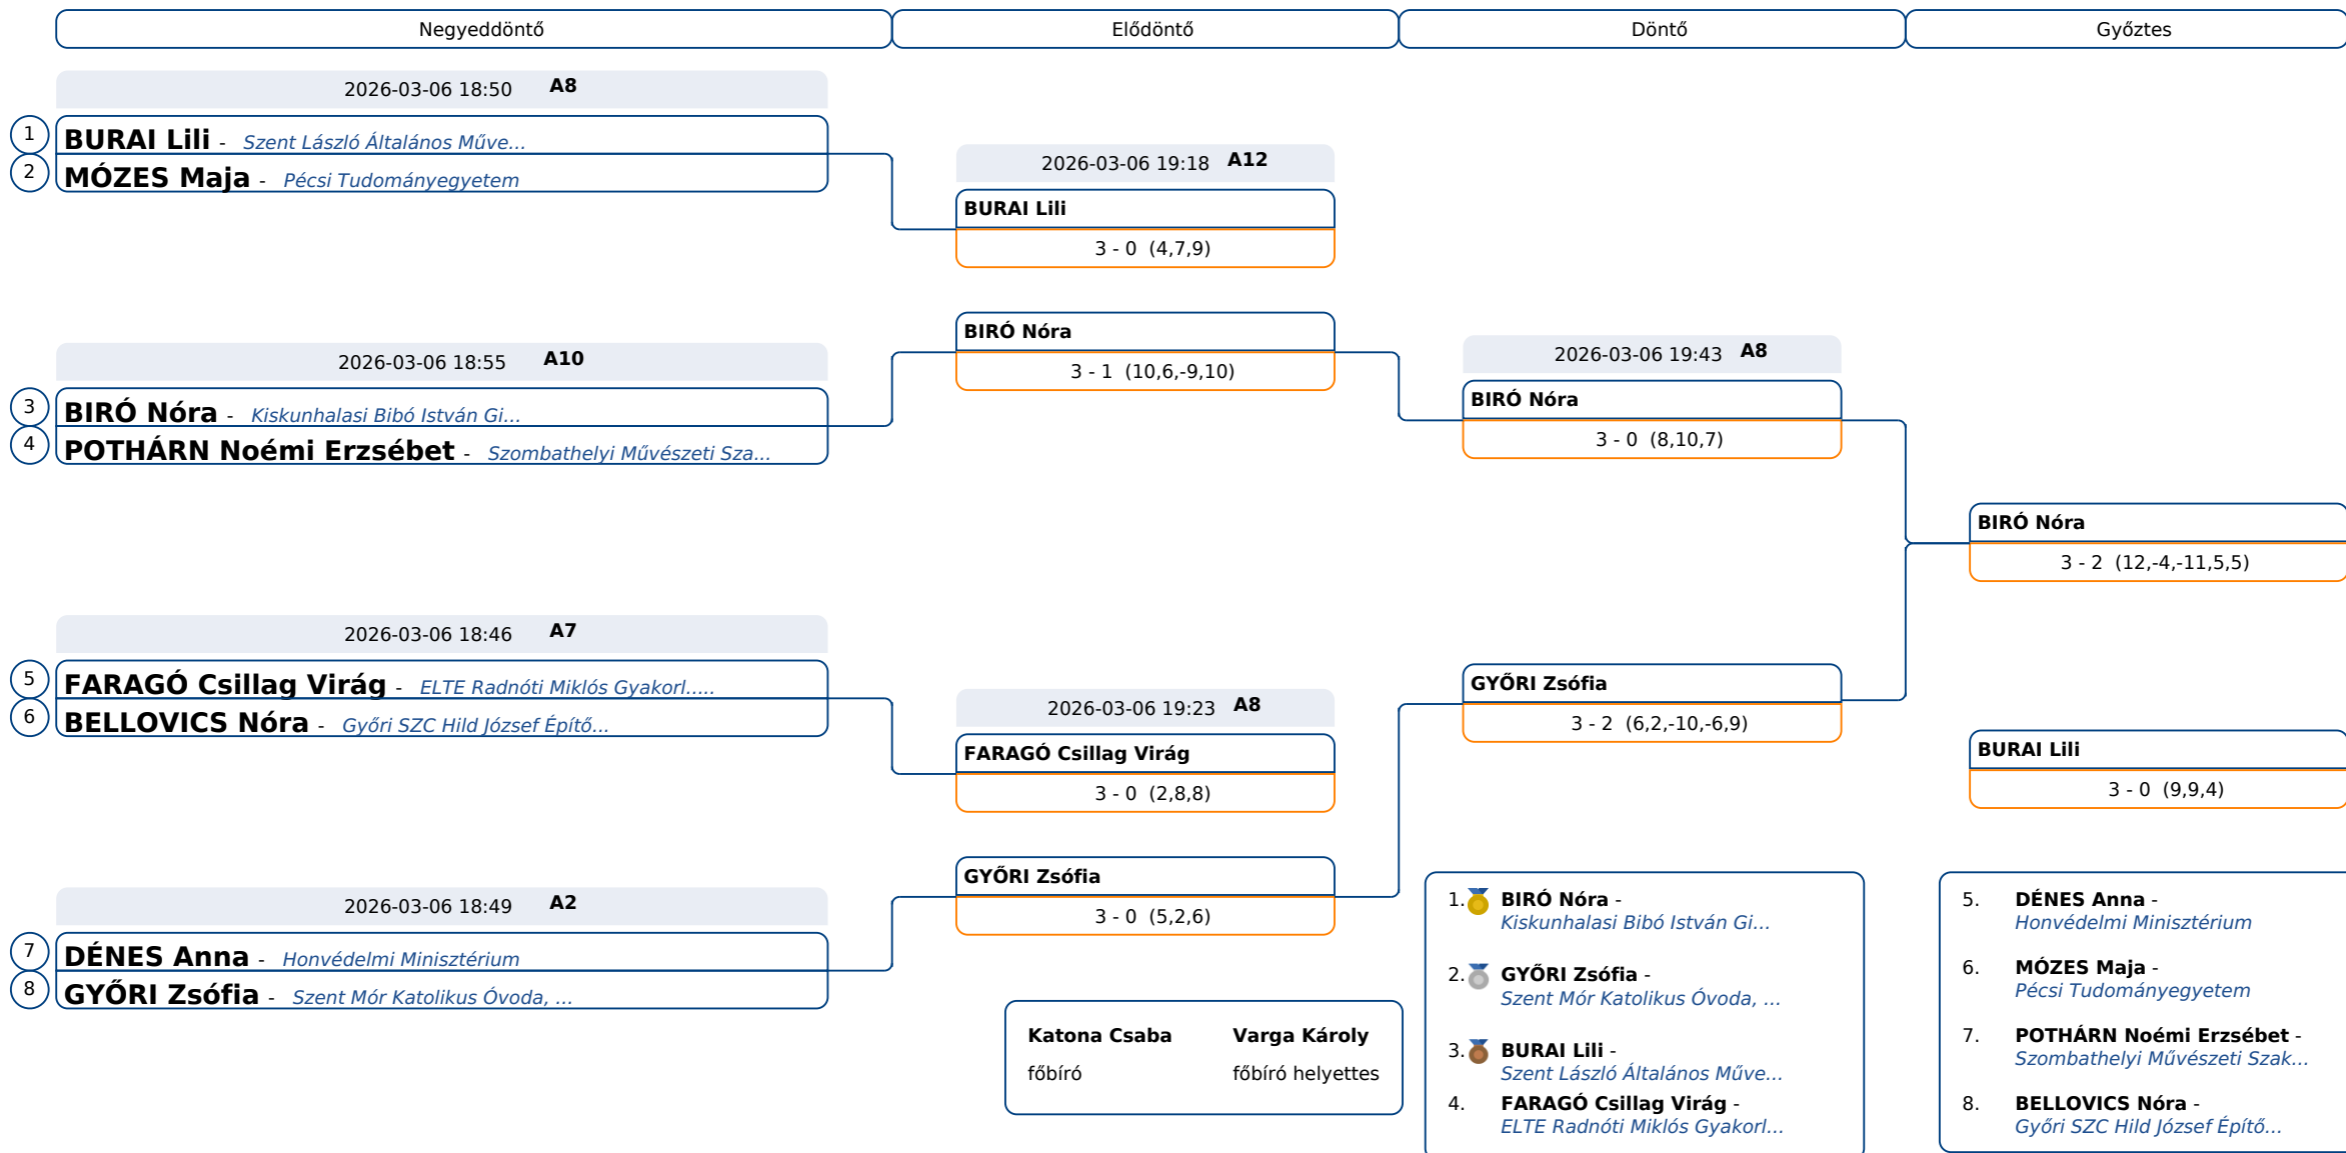 Negyeddöntő Elődöntő Döntő Győztes
2026-03-06 18:50 A8
1 BURAI Lili - Szent László Általános Műve...
2 MÓZES Maja - Pécsi Tudományegyetem
2026-03-06 18:55 A10
3 BIRÓ Nóra - Kiskunhalasi Bibó István Gi...
4 POTHÁRN Noémi Erzsébet - Szombathelyi Művészeti Sza...
2026-03-06 18:46 A7
5 FARAGÓ Csillag Virág - ELTE Radnóti Miklós Gyakorl.....
6 BELLOVICS Nóra - Győri SZC Hild József Építő...
2026-03-06 18:49 A2
7 DÉNES Anna - Honvédelmi Minisztérium
8 GYŐRI Zsófia - Szent Mór Katolikus Óvoda, ...
2026-03-06 19:18 A12
BURAI Lili
3 - 0 (4,7,9)
BIRÓ Nóra
3 - 1 (10,6,-9,10)
2026-03-06 19:23 A8
FARAGÓ Csillag Virág
3 - 0 (2,8,8)
GYŐRI Zsófia
3 - 0 (5,2,6)
2026-03-06 19:43 A8
BIRÓ Nóra
3 - 0 (8,10,7)
GYŐRI Zsófia
3 - 2 (6,2,-10,-6,9)
BIRÓ Nóra
3 - 2 (12,-4,-11,5,5)
BURAI Lili
3 - 0 (9,9,4)
Katona Csaba Varga Károly
főbíró főbíró helyettes
1. BIRÓ Nóra -
Kiskunhalasi Bibó István Gi...
2. GYŐRI Zsófia -
Szent Mór Katolikus Óvoda, ...
3. BURAI Lili -
Szent László Általános Műve...
4. FARAGÓ Csillag Virág -
ELTE Radnóti Miklós Gyakorl...
5. DÉNES Anna -
Honvédelmi Minisztérium
6. MÓZES Maja -
Pécsi Tudományegyetem
7. POTHÁRN Noémi Erzsébet -
Szombathelyi Művészeti Szak...
8. BELLOVICS Nóra -
Győri SZC Hild József Építő...